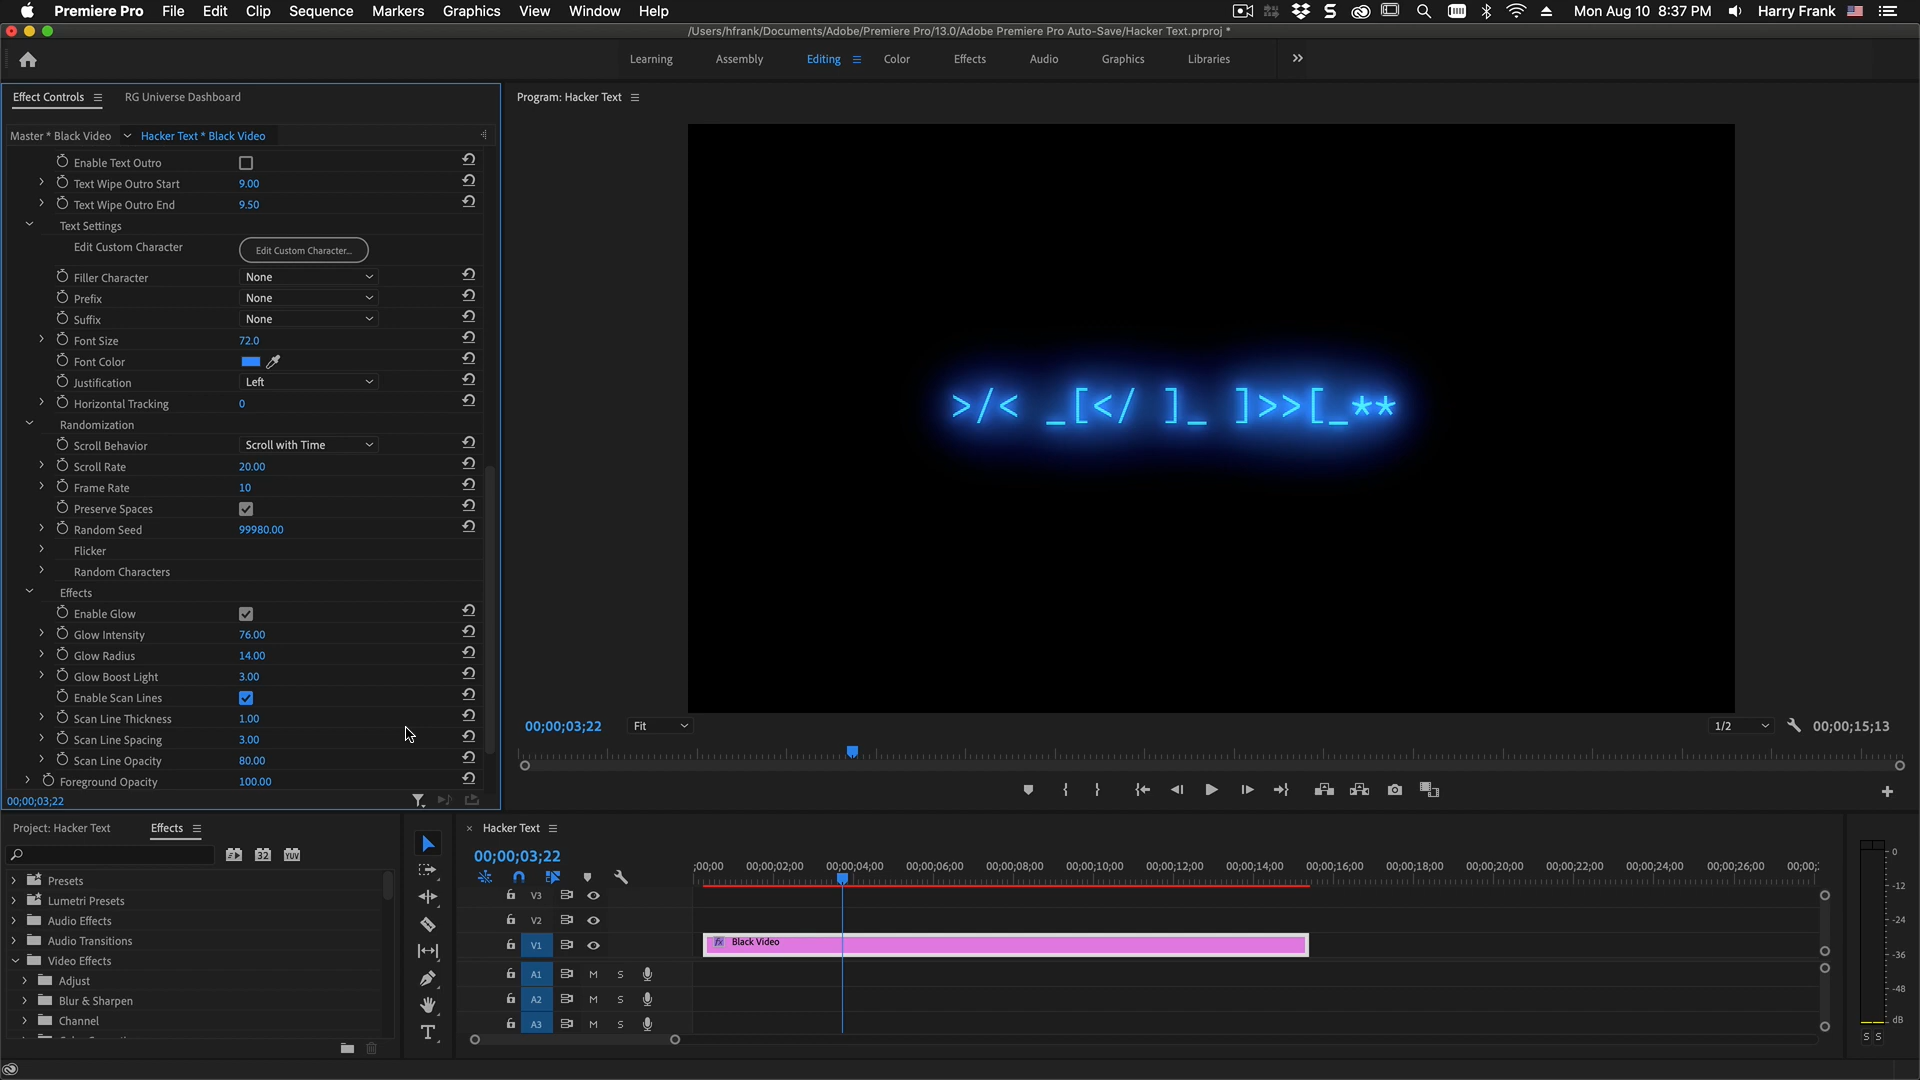 Premiere Pro File Edit Clip Sequence Markers Graphics View Window Help Mon Aug 10 8:37 PM Harry Frank
/Users/hfrank/Documents/Adobe/Premiere Pro/13.0/Adobe Premiere Pro Auto-Save/Hacker Text.prproj *
Learning Assembly Editing Color Effects Audio Graphics Libraries
Effect Controls RG Universe Dashboard
Program: Hacker Text
Master * Black Video Hacker Text * Black Video
Enable Text Outro
Text Wipe Outro Start 9.00
Text Wipe Outro End 9.50
Text Settings
Edit Custom Character Edit Custom Character...
Filler Character None
Prefix None
Suffix None
Font Size 72.0
Font Color
Justification Left
Horizontal Tracking 0
Randomization
Scroll Behavior Scroll with Time
Scroll Rate 20.00
Frame Rate 10
Preserve Spaces
Random Seed 99980.00
Flicker
Random Characters
Effects
Enable Glow
Glow Intensity 76.00
Glow Radius 14.00
Glow Boost Light 3.00
Enable Scan Lines
Scan Line Thickness 1.00
Scan Line Spacing 3.00
Scan Line Opacity 80.00
Foreground Opacity 100.00
00;00;03;22
>/< _[</ ]_ ]>>[_**
00;00;03;22 Fit 1/2 00;00;15;13
Project: Hacker Text Effects
32 YUV
Presets
Lumetri Presets
Audio Effects
Audio Transitions
Video Effects
Adjust
Blur & Sharpen
Channel
× Hacker Text
00;00;03;22
;00;00 00;00;02;00 00;00;04;00 00;00;06;00 00;00;08;00 00;00;10;00 00;00;12;00 00;00;14;00 00;00;16;00 00;00;18;00 00;00;20;00 00;00;22;00 00;00;24;00 00;00;26;00 00;00;
V3
V2
V1 fx Black Video
A1 M S
A2 M S
A3 M S
0
-12
-24
-36
-48
dB
S S